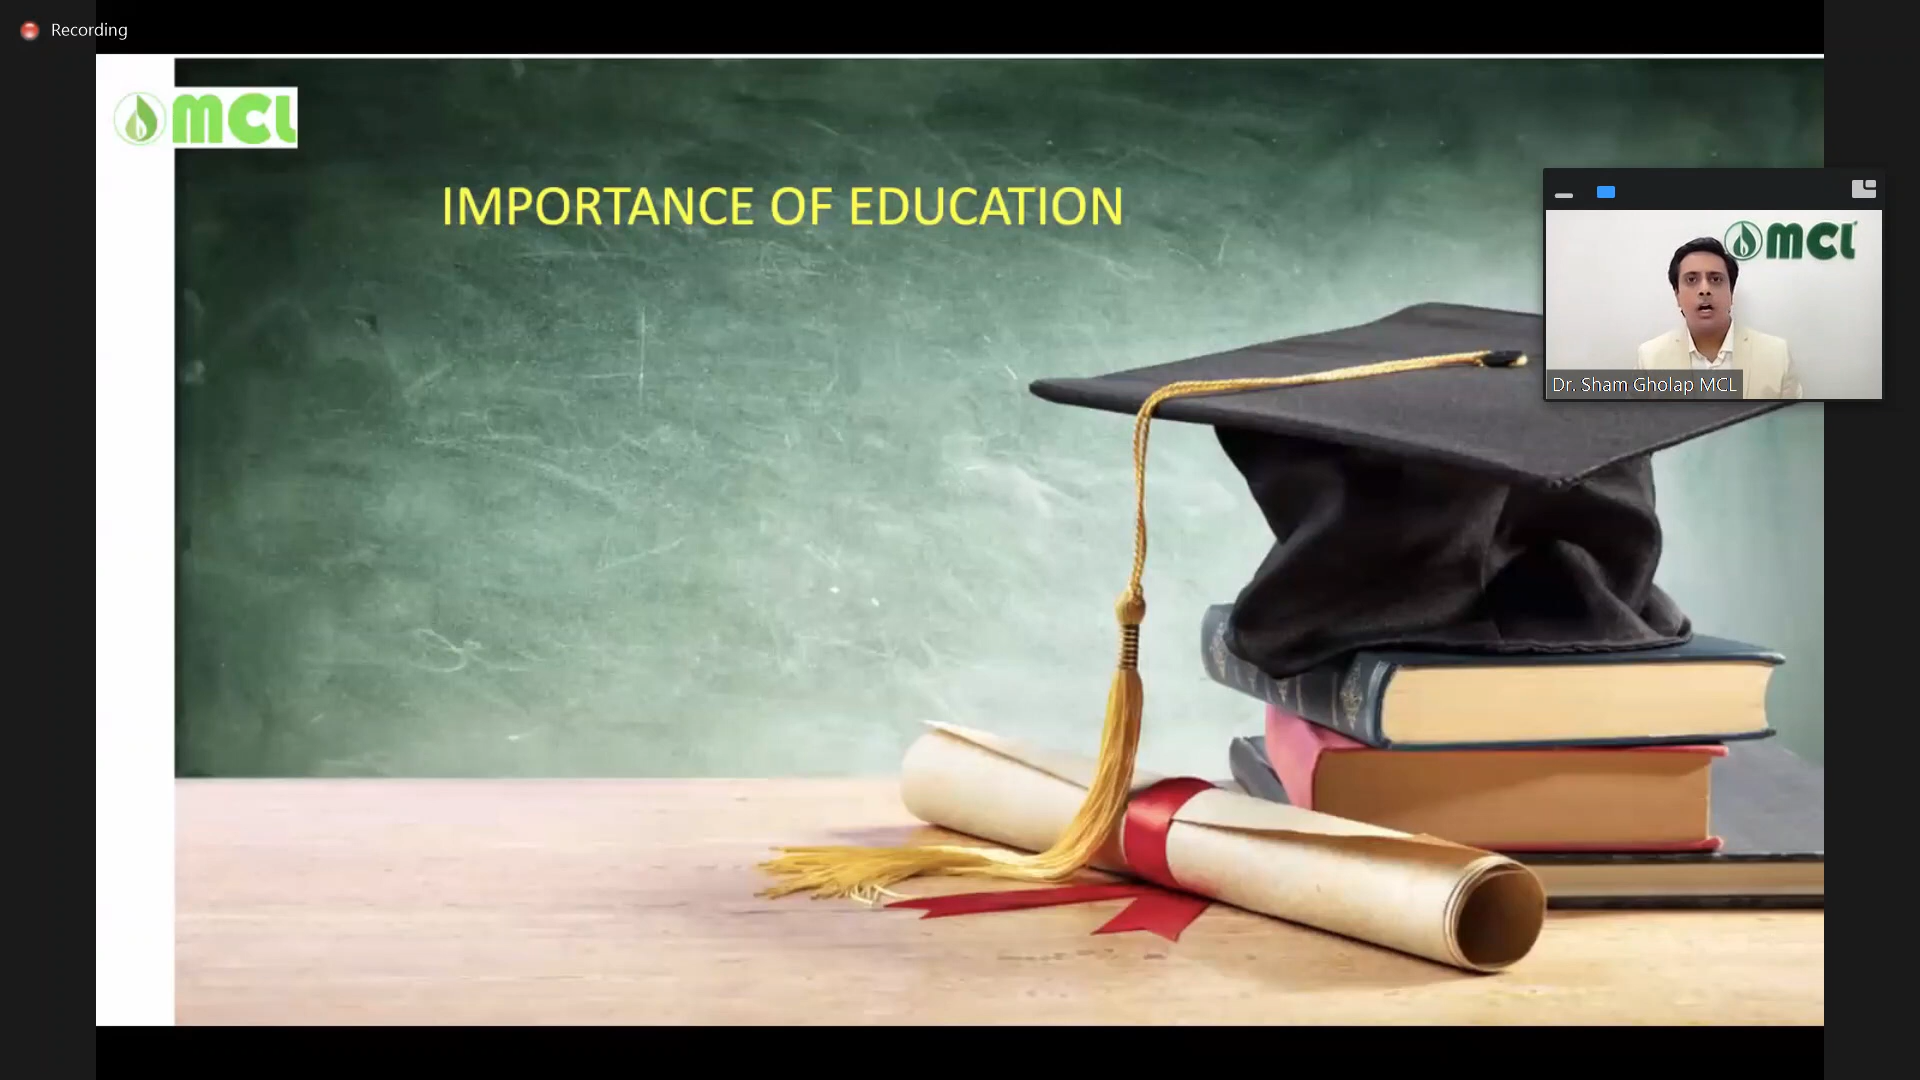 Recording
MCL
IMPORTANCE OF EDUCATION
MCL
Dr. Sham Gholap MCL